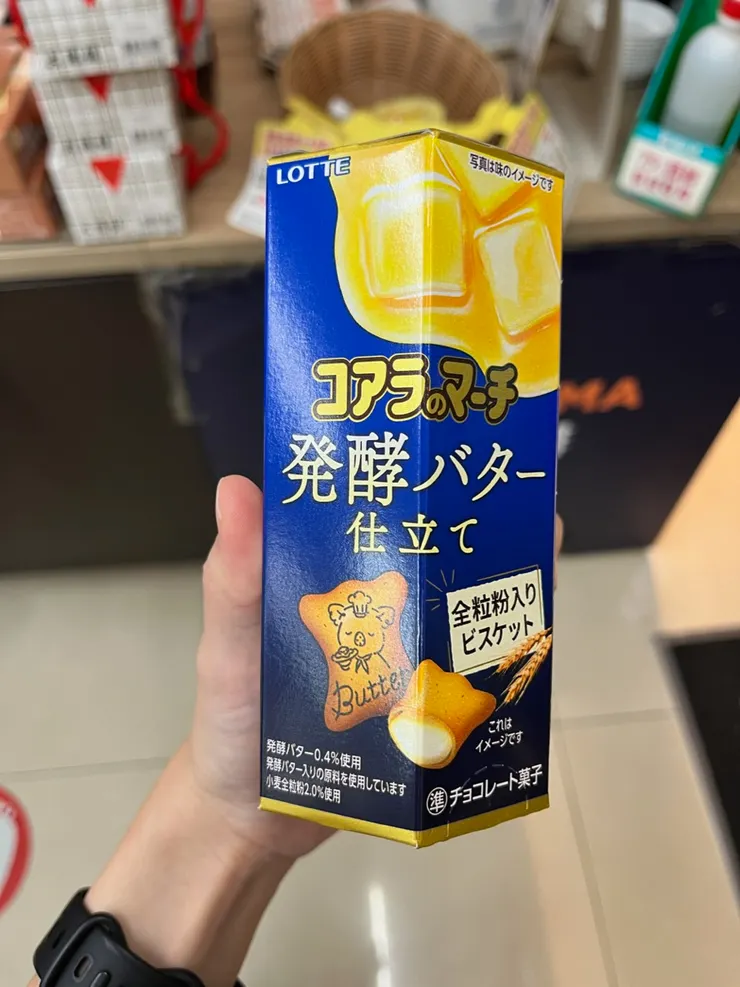 LOTTE
写真は味のイメージです
コアラのマーチ
発酵バター
仕立て
全粒粉入り
ビスケット
Butter
これは
イメージです
発酵バター0.4%使用
発酵バター入りの原料を使用しています
小麦全粒粉2.0%使用
準チョコレート菓子
MA